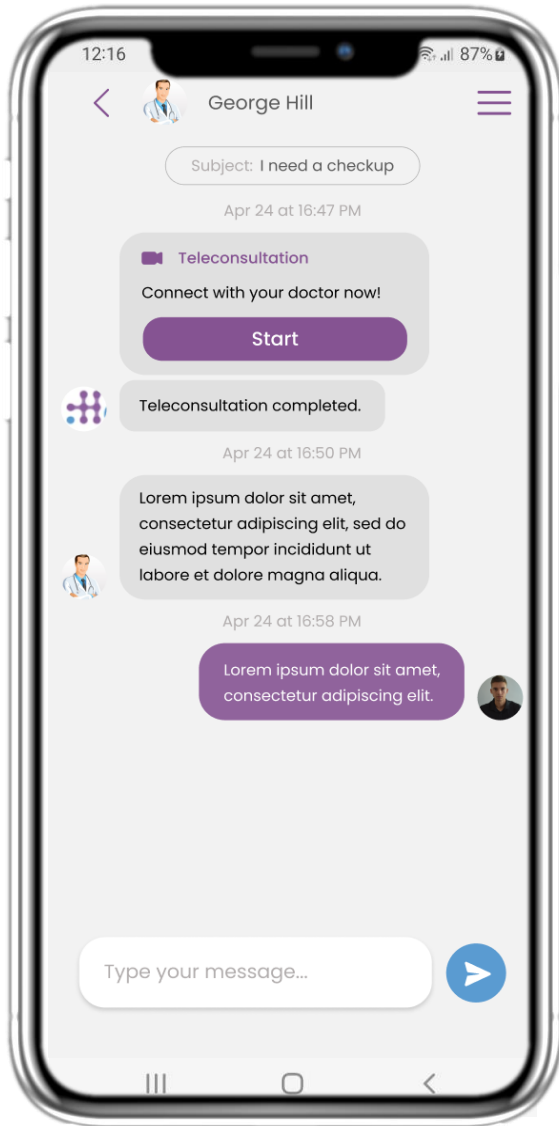 12:16
87%
George Hill
Subject: I need a checkup
Apr 24 at 16:47 PM
Teleconsultation
Connect with your doctor now!
Start
Teleconsultation completed.
Apr 24 at 16:50 PM
Lorem ipsum dolor sit amet,
consectetur adipiscing elit, sed do
eiusmod tempor incididunt ut
labore et dolore magna aliqua.
Apr 24 at 16:58 PM
Lorem ipsum dolor sit amet,
consectetur adipiscing elit.
Type your message...